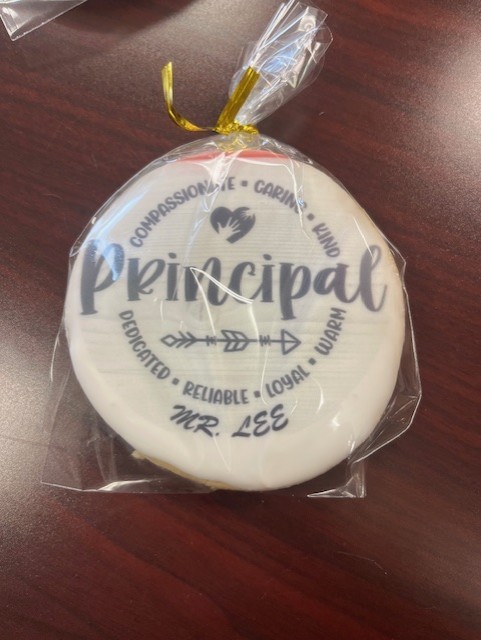 COMPASSIONATE • CARING • KIND
Principal
DEDICATED • RELIABLE • LOYAL • WARM
MR. LEE